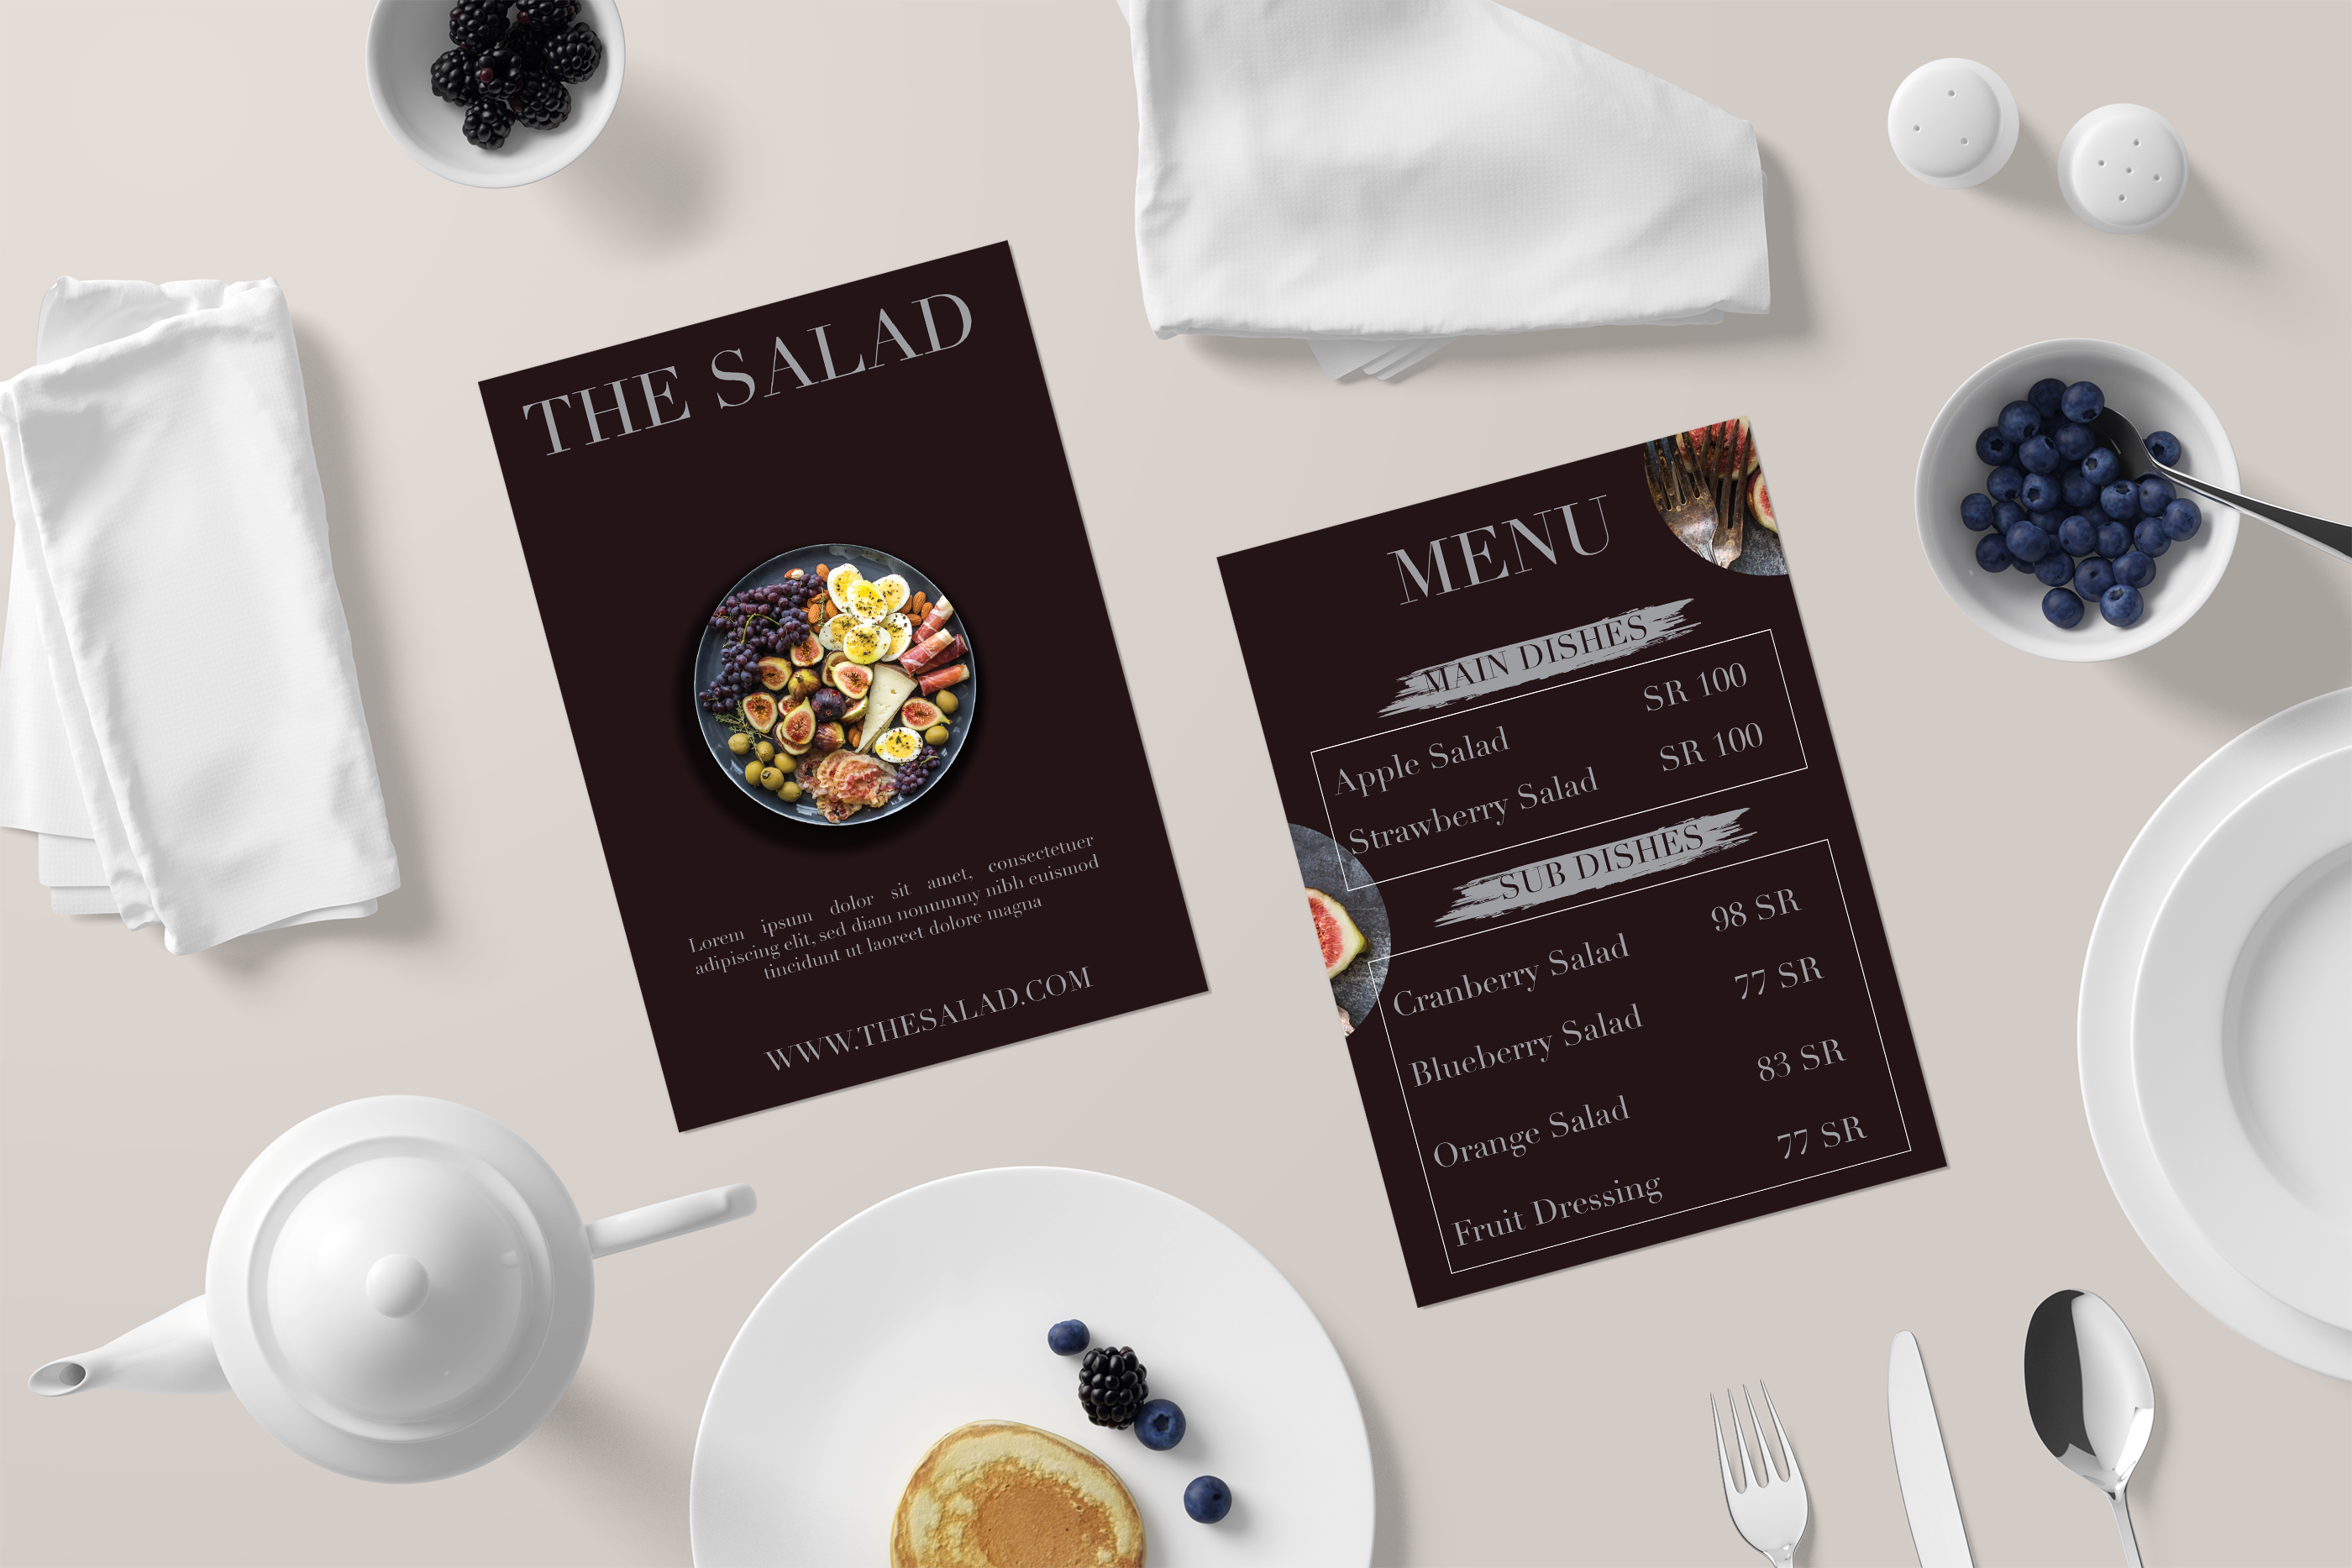 THE SALAD
Lorem ipsum dolor sit amet, consectetuer
adipiscing elit, sed diam nonummy nibh euismod
tincidunt ut laoreet dolore magna
WWW.THESALAD.COM
MENU
MAIN DISHES
Apple Salad SR 100
Strawberry Salad SR 100
SUB DISHES
Cranberry Salad 98 SR
Blueberry Salad 77 SR
Orange Salad 83 SR
Fruit Dressing 77 SR